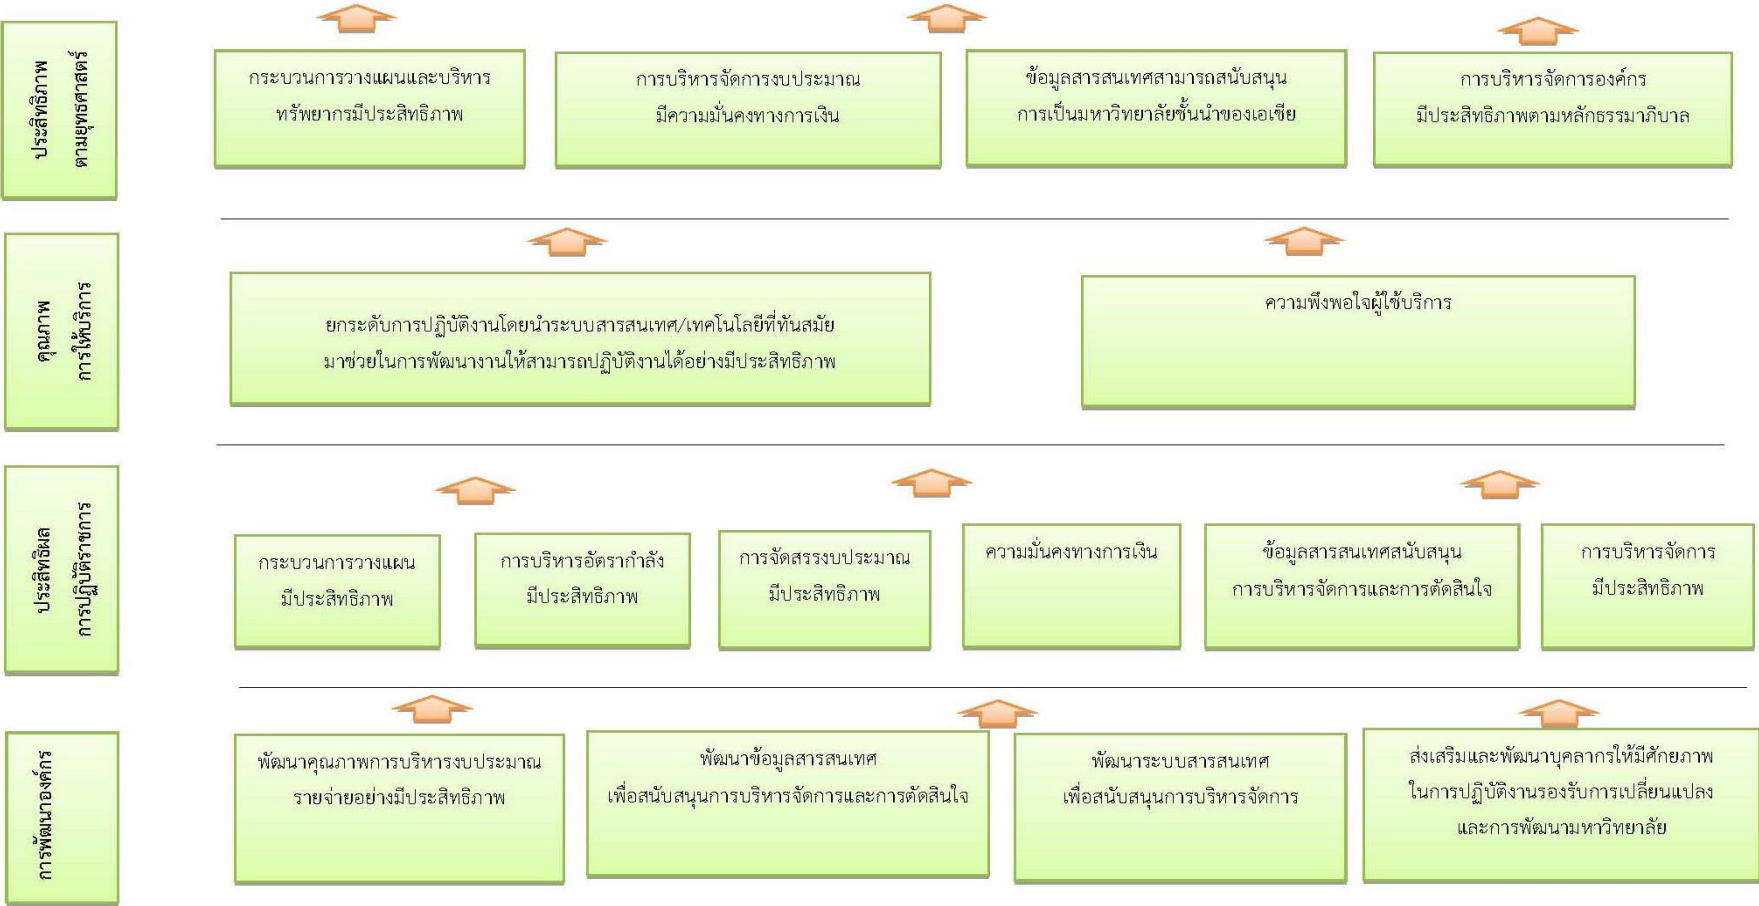 ประสิทธิภาพ
ตามยุทธศาสตร์
กระบวนการวางแผนและบริหาร
ทรัพยากรมีประสิทธิภาพ
การบริหารจัดการงบประมาณ
มีความมั่นคงทางการเงิน
ข้อมูลสารสนเทศสามารถสนับสนุน
การเป็นมหาวิทยาลัยชั้นนำของเอเชีย
การบริหารจัดการองค์กร
มีประสิทธิภาพตามหลักธรรมาภิบาล
คุณภาพ
การให้บริการ
ยกระดับการปฏิบัติงานโดยนำระบบสารสนเทศ/เทคโนโลยีที่ทันสมัย
มาช่วยในการพัฒนางานให้สามารถปฏิบัติงานได้อย่างมีประสิทธิภาพ
ความพึงพอใจผู้ใช้บริการ
ประสิทธิผล
การปฏิบัติราชการ
กระบวนการวางแผน
มีประสิทธิภาพ
การบริหารอัตรากำลัง
มีประสิทธิภาพ
การจัดสรรงบประมาณ
มีประสิทธิภาพ
ความมั่นคงทางการเงิน
ข้อมูลสารสนเทศสนับสนุน
การบริหารจัดการและการตัดสินใจ
การบริหารจัดการ
มีประสิทธิภาพ
การพัฒนาองค์กร
พัฒนาคุณภาพการบริหารงบประมาณ
รายจ่ายอย่างมีประสิทธิภาพ
พัฒนาข้อมูลสารสนเทศ
เพื่อสนับสนุนการบริหารจัดการและการตัดสินใจ
พัฒนาระบบสารสนเทศ
เพื่อสนับสนุนการบริหารจัดการ
ส่งเสริมและพัฒนาบุคลากรให้มีศักยภาพ
ในการปฏิบัติงานรองรับการเปลี่ยนแปลง
และการพัฒนามหาวิทยาลัย